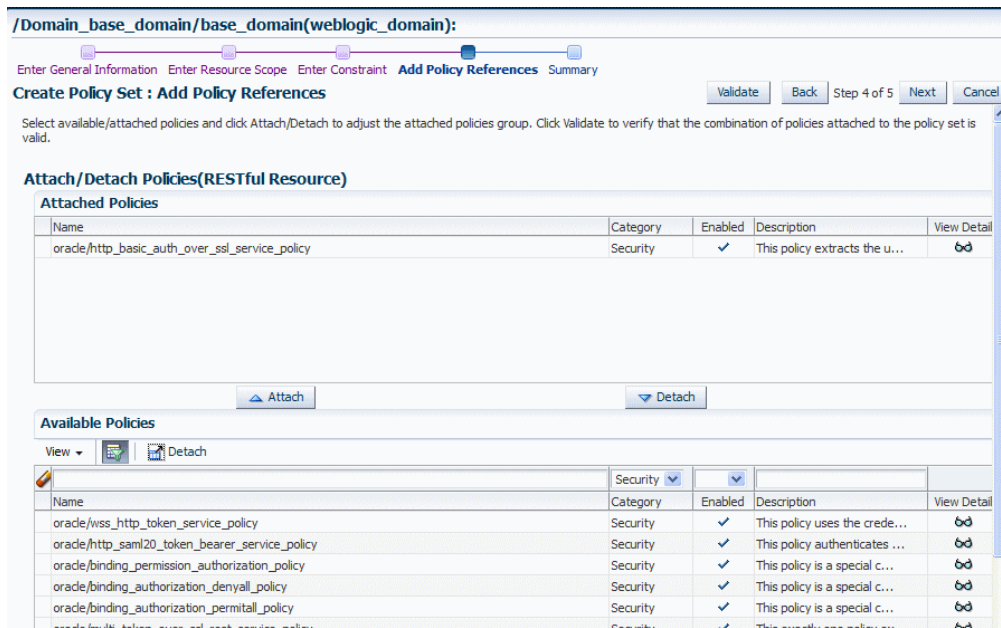 /Domain_base_domain/base_domain(weblogic_domain):
Enter General Information Enter Resource Scope Enter Constraint Add Policy References Summary
Create Policy Set : Add Policy References Validate Back Step 4 of 5 Next Cancel
Select available/attached policies and click Attach/Detach to adjust the attached policies group. Click Validate to verify that the combination of policies attached to the policy set is
valid.
Attach/Detach Policies(RESTful Resource)
Attached Policies
Name Category Enabled Description View Detail
oracle/http_basic_auth_over_ssl_service_policy Security This policy extracts the u...
Attach Detach
Available Policies
View Detach
Security
Name Category Enabled Description View Detail
oracle/wss_http_token_service_policy Security This policy uses the crede...
oracle/http_saml20_token_bearer_service_policy Security This policy authenticates ...
oracle/binding_permission_authorization_policy Security This policy is a special c...
oracle/binding_authorization_denyall_policy Security This policy is a special c...
oracle/binding_authorization_permitall_policy Security This policy is a special c...